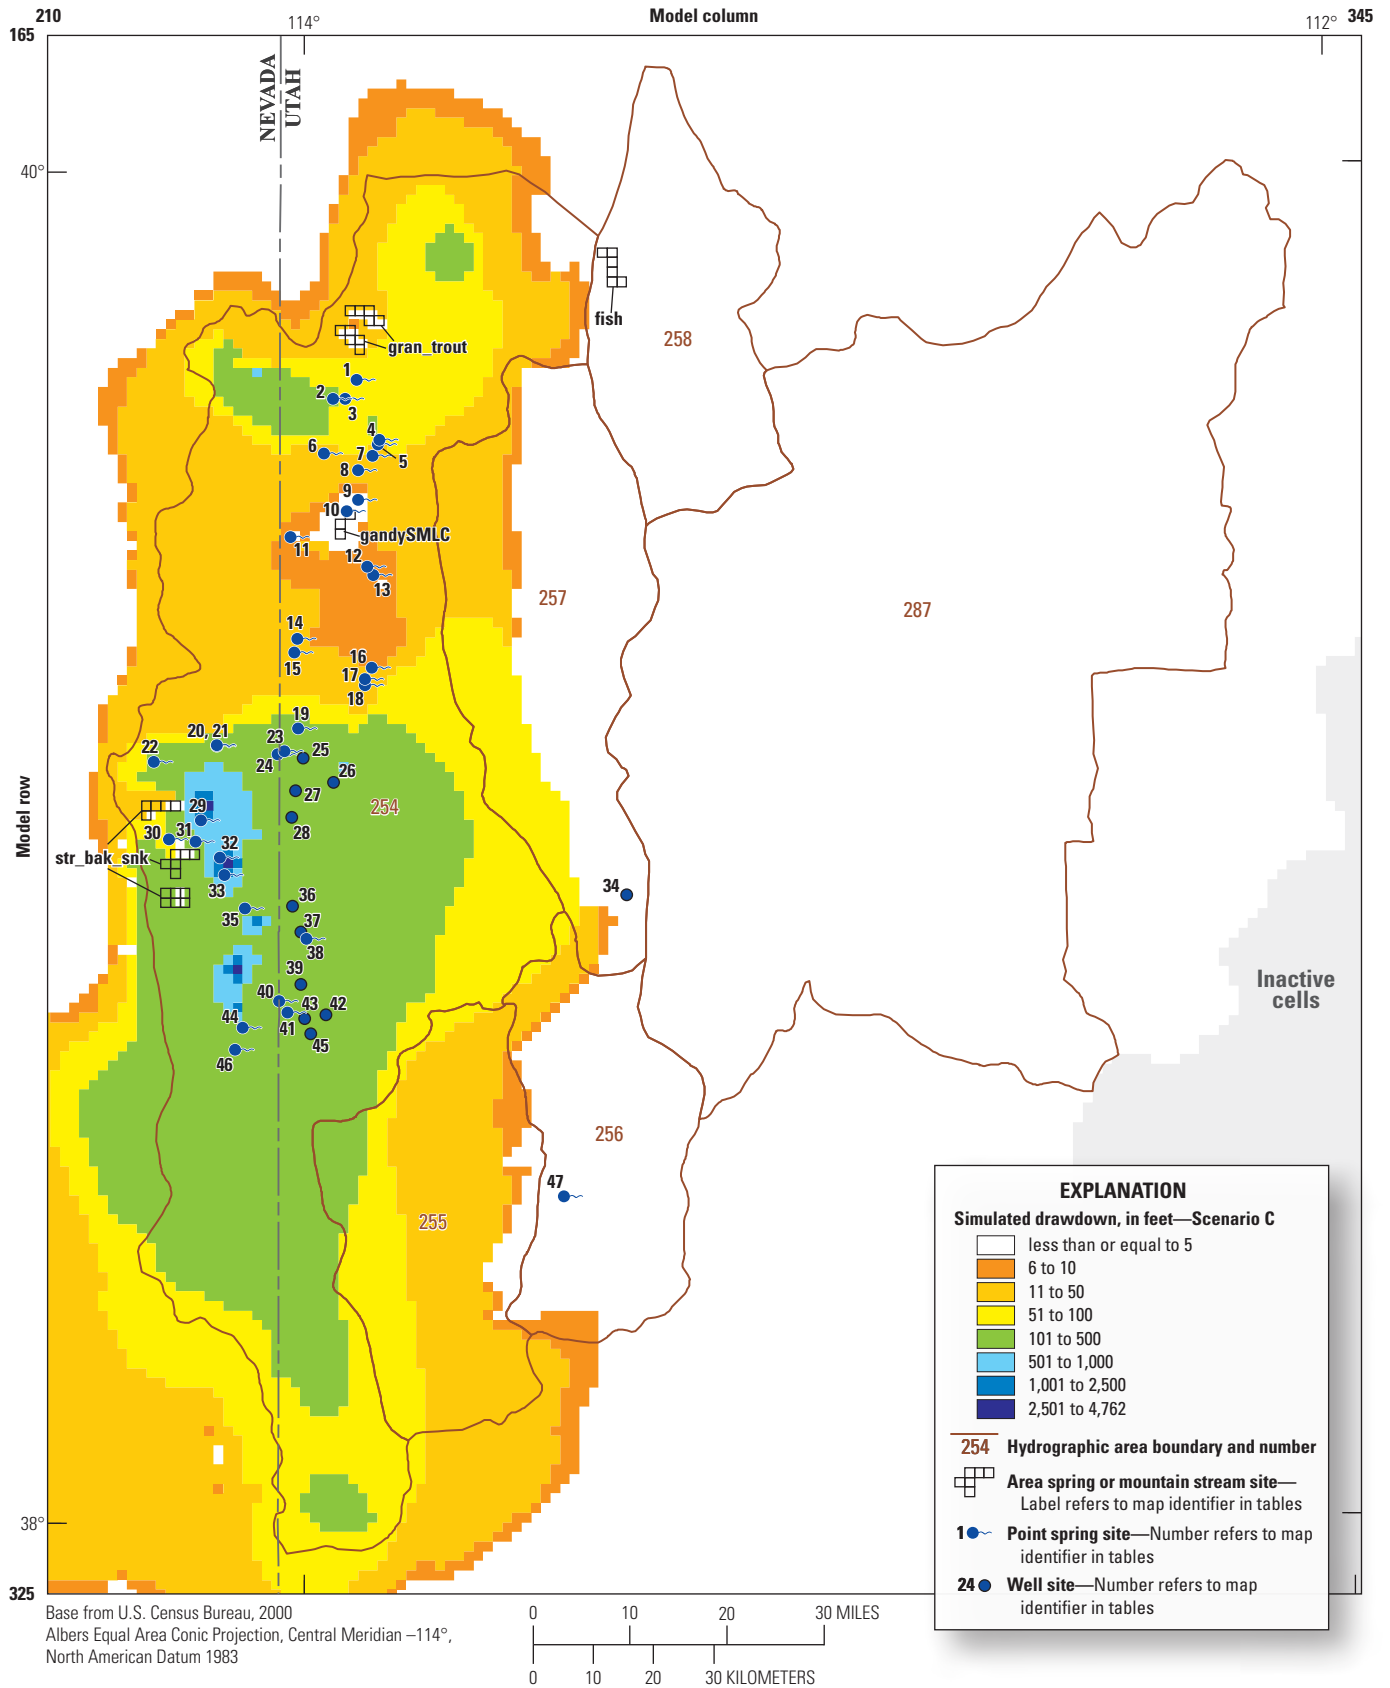 210
Model column
345
114°
112°
165
NEVADA
UTAH
40°
fish
258
gran_trout
1
2
3
4
5
6
7
8
9
10
gandySMLC
11
12
13
257
287
14
15
16
17
18
19
20, 21
22
23
24
25
26
27
28
254
29
30
31
32
33
str_bak_snk
34
35
36
37
38
39
40
41
42
43
44
45
46
Inactive
cells
256
47
255
Model row
38°
325
EXPLANATION
Simulated drawdown, in feet—Scenario C
less than or equal to 5
6 to 10
11 to 50
51 to 100
101 to 500
501 to 1,000
1,001 to 2,500
2,501 to 4,762
254 Hydrographic area boundary and number
Area spring or mountain stream site—
Label refers to map identifier in tables
1 Point spring site—Number refers to map
identifier in tables
24 Well site—Number refers to map
identifier in tables
Base from U.S. Census Bureau, 2000
Albers Equal Area Conic Projection, Central Meridian –114°,
North American Datum 1983
0 10 20 30 MILES
0 10 20 30 KILOMETERS